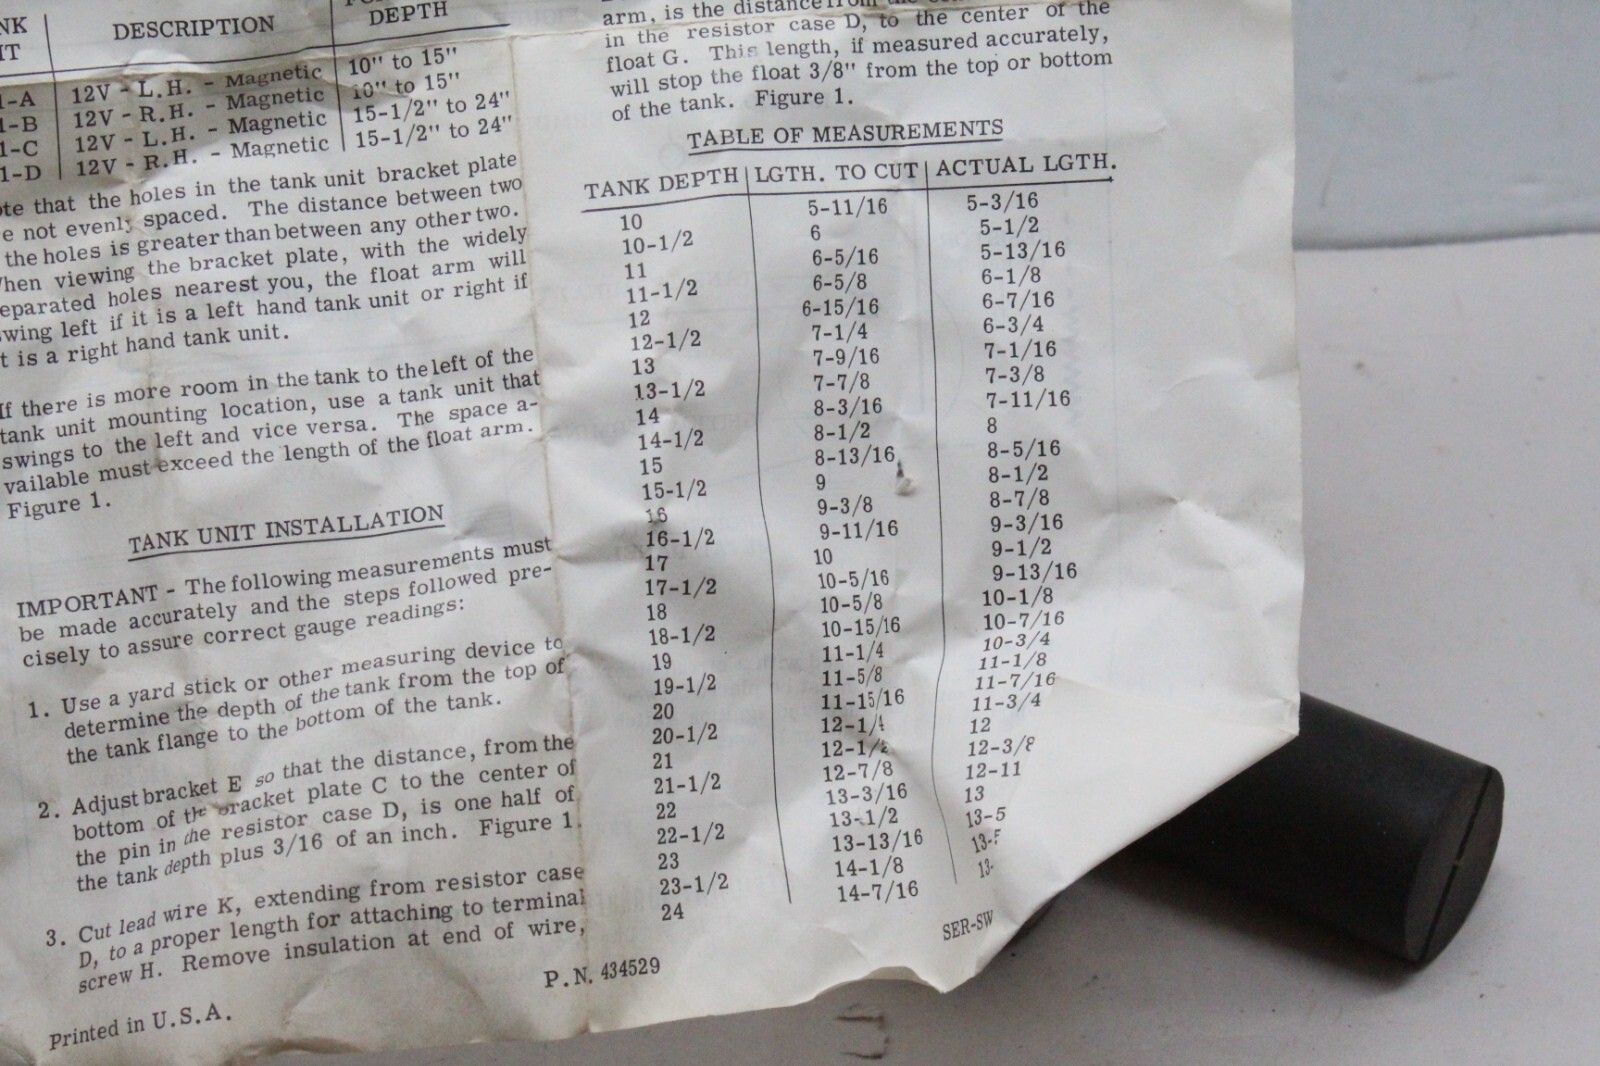 NK DESCRIPTION DEPTH
IT
1-A 12V - L.H. - Magnetic 10" to 15"
1-B 12V - R.H. - Magnetic 10" to 15"
1-C 12V - L.H. - Magnetic 15-1/2" to 24"
1-D 12V - R.H. - Magnetic 15-1/2" to 24"
te that the holes in the tank unit bracket plate
e not evenly spaced. The distance between two
the holes is greater than between any other two.
hen viewing the bracket plate, with the widely
eparated holes nearest you, the float arm will
wing left if it is a left hand tank unit or right if
t is a right hand tank unit.
If there is more room in the tank to the left of the
tank unit mounting location, use a tank unit that
swings to the left and vice versa. The space a-
vailable must exceed the length of the float arm.
Figure 1.
TANK UNIT INSTALLATION
IMPORTANT - The following measurements must
be made accurately and the steps followed pre-
cisely to assure correct gauge readings:
1. Use a yard stick or other measuring device to
determine the depth of the tank from the top of
the tank flange to the bottom of the tank.
2. Adjust bracket E so that the distance, from the
bottom of the bracket plate C to the center of
the pin in the resistor case D, is one half of
the tank depth plus 3/16 of an inch. Figure 1.
3. Cut lead wire K, extending from resistor case
D, to a proper length for attaching to terminal
screw H. Remove insulation at end of wire,
Printed in U.S.A.
P.N. 434529
arm, is the distance from the
in the resistor case D, to the center of the
float G. This length, if measured accurately,
will stop the float 3/8" from the top or bottom
of the tank. Figure 1.
TABLE OF MEASUREMENTS
TANK DEPTH LGTH. TO CUT ACTUAL LGTH.
10 5-11/16 5-3/16
10-1/2 6 5-1/2
11 6-5/16 5-13/16
11-1/2 6-5/8 6-1/8
12 6-15/16 6-7/16
12-1/2 7-1/4 6-3/4
13 7-9/16 7-1/16
13-1/2 7-7/8 7-3/8
14 8-3/16 7-11/16
14-1/2 8-1/2 8
15 8-13/16 8-5/16
15-1/2 9 8-1/2
16 9-3/8 8-7/8
16-1/2 9-11/16 9-3/16
17 10 9-1/2
17-1/2 10-5/16 9-13/16
18 10-5/8 10-1/8
18-1/2 10-15/16 10-7/16
19 11-1/4 10-3/4
19-1/2 11-5/8 11-1/8
20 11-15/16 11-7/16
20-1/2 12-1/4 11-3/4
21 12-1/2 12
21-1/2 12-7/8 12-3/8
22 13-3/16 12-11
22-1/2 13-1/2 13
23 13-13/16 13-5
23-1/2 14-1/8 13-
24 14-7/16 13-
SER-SW